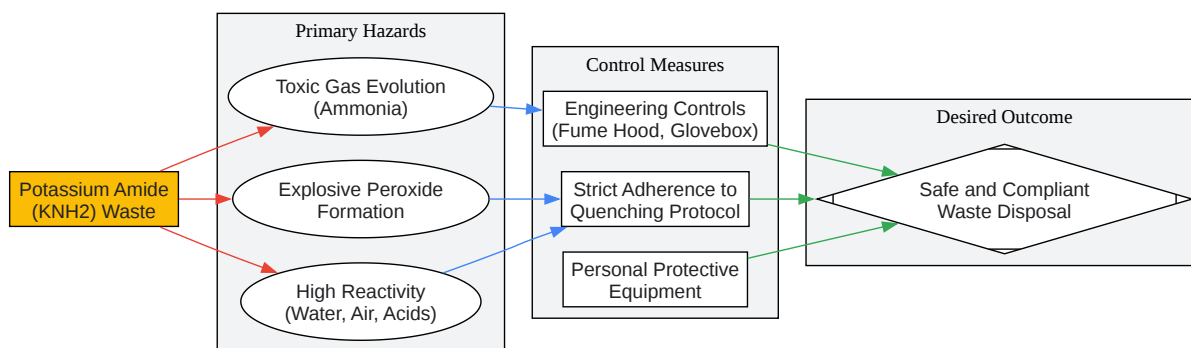 Primary Hazards
Toxic Gas Evolution
(Ammonia)
Explosive Peroxide
Formation
High Reactivity
(Water, Air, Acids)
Potassium Amide
(KNH2) Waste
Control Measures
Engineering Controls
(Fume Hood, Glovebox)
Strict Adherence to
Quenching Protocol
Personal Protective
Equipment
Desired Outcome
Safe and Compliant
Waste Disposal